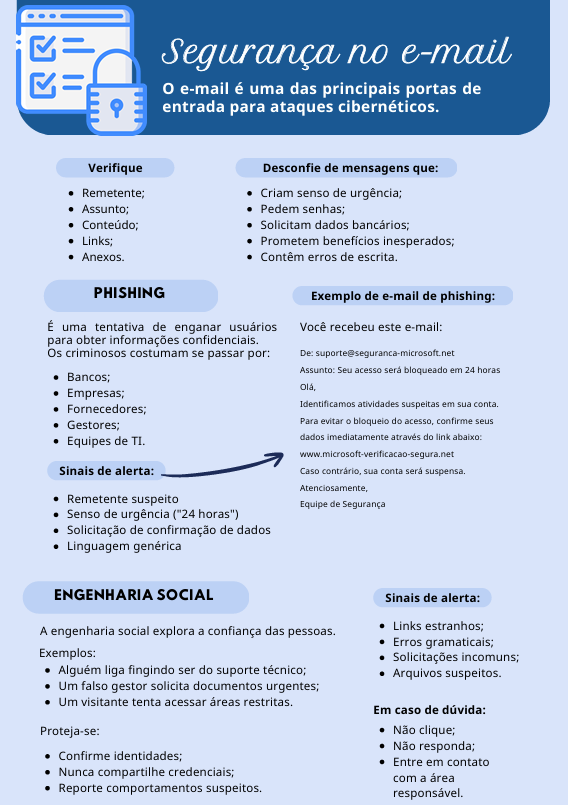 Segurança no e-mail
O e-mail é uma das principais portas de
entrada para ataques cibernéticos.
Verifique
Remetente;
Assunto;
Conteúdo;
Links;
Anexos.
Desconfie de mensagens que:
Criam senso de urgência;
Pedem senhas;
Solicitam dados bancários;
Prometem benefícios inesperados;
Contêm erros de escrita.
PHISHING
É uma tentativa de enganar usuários
para obter informações confidenciais.
Os criminosos costumam se passar por:
Bancos;
Empresas;
Fornecedores;
Gestores;
Equipes de TI.
Sinais de alerta:
Remetente suspeito
Senso de urgência ("24 horas")
Solicitação de confirmação de dados
Linguagem genérica
Exemplo de e-mail de phishing:
Você recebeu este e-mail:
De: suporte@seguranca-microsoft.net
Assunto: Seu acesso será bloqueado em 24 horas
Olá,
Identificamos atividades suspeitas em sua conta.
Para evitar o bloqueio do acesso, confirme seus
dados imediatamente através do link abaixo:
www.microsoft-verificacao-segura.net
Caso contrário, sua conta será suspensa.
Atenciosamente,
Equipe de Segurança
ENGENHARIA SOCIAL
A engenharia social explora a confiança das pessoas.
Exemplos:
Alguém liga fingindo ser do suporte técnico;
Um falso gestor solicita documentos urgentes;
Um visitante tenta acessar áreas restritas.
Proteja-se:
Confirme identidades;
Nunca compartilhe credenciais;
Reporte comportamentos suspeitos.
Sinais de alerta:
Links estranhos;
Erros gramaticais;
Solicitações incomuns;
Arquivos suspeitos.
Em caso de dúvida:
Não clique;
Não responda;
Entre em contato
com a área
responsável.